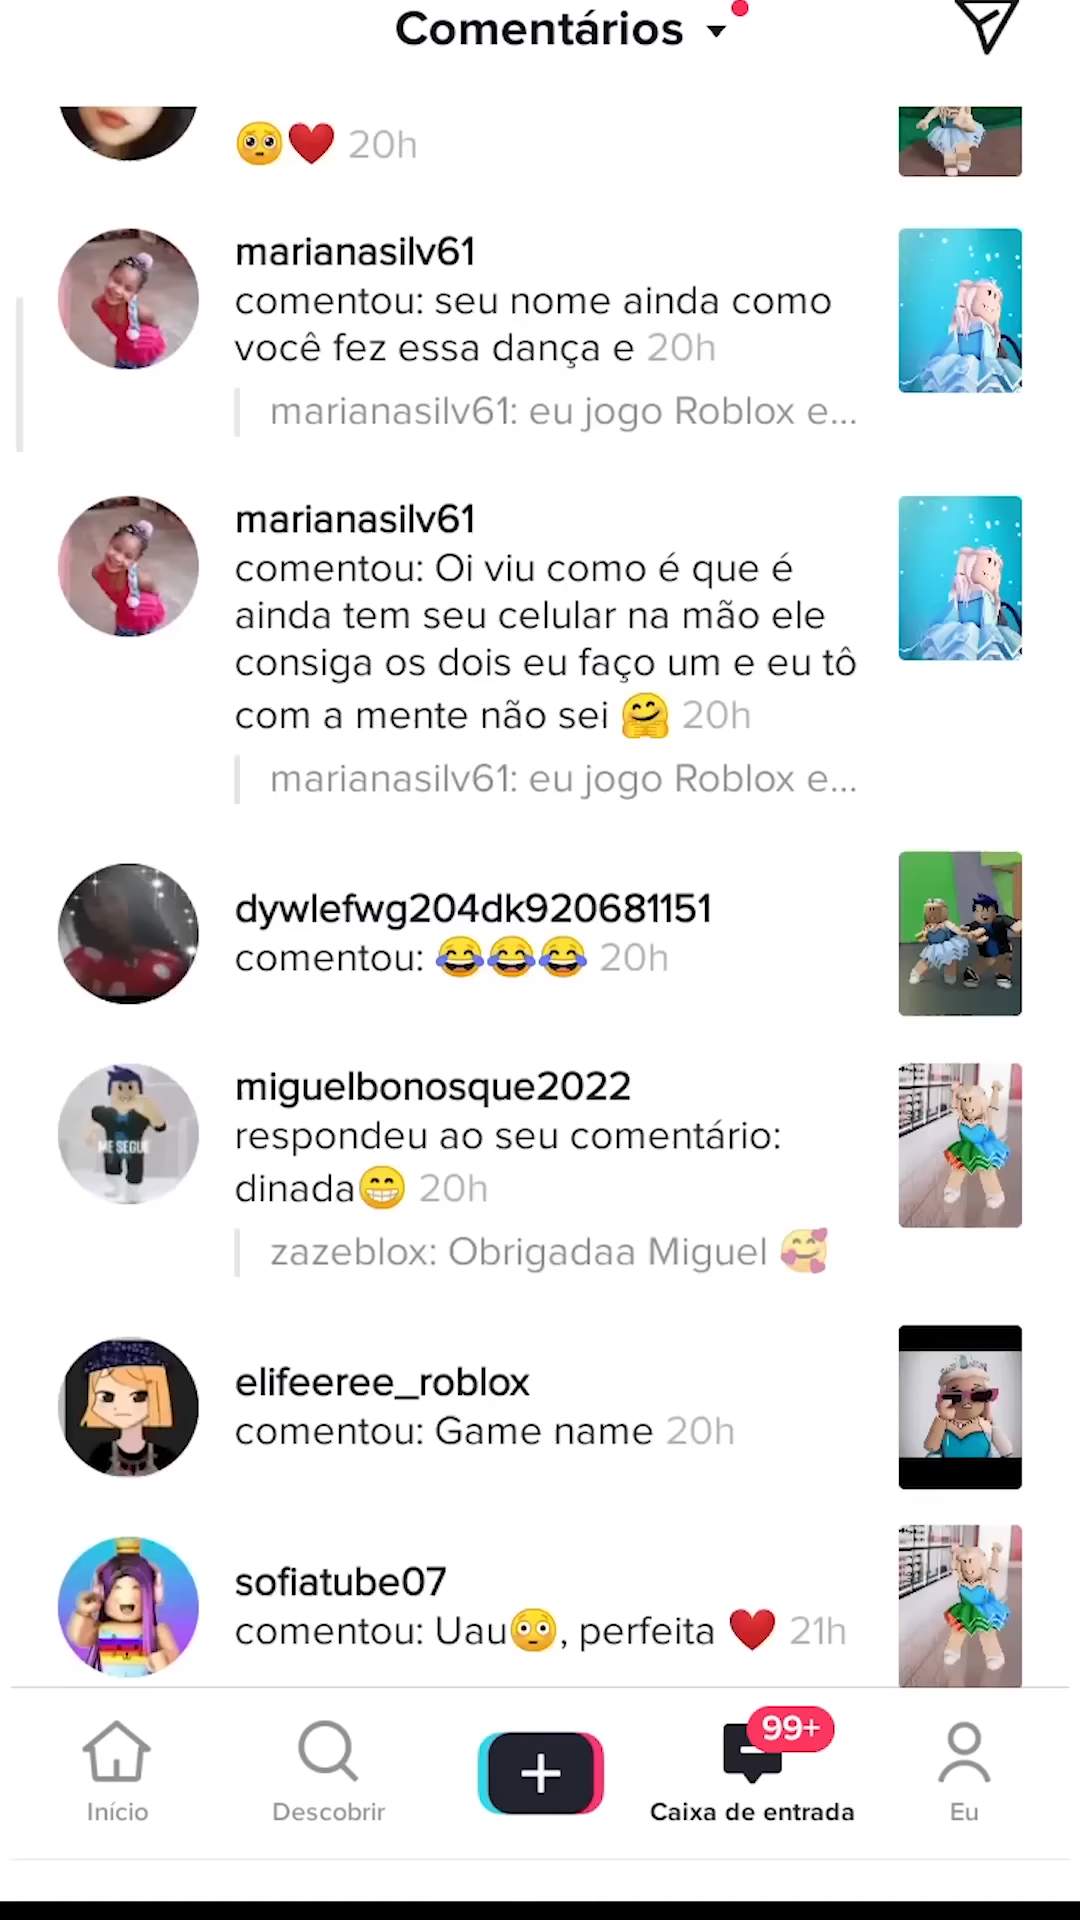 Comentários
🥺❤️ 20h
marianasilv61
comentou: seu nome ainda como
você fez essa dança e 20h
marianasilv61: eu jogo Roblox e...
marianasilv61
comentou: Oi viu como é que é
ainda tem seu celular na mão ele
consiga os dois eu faço um e eu tô
com a mente não sei 🤗 20h
marianasilv61: eu jogo Roblox e...
dywlefwg204dk920681151
comentou: 😂😂😂 20h
miguelbonosque2022
respondeu ao seu comentário:
dinada😁 20h
ME SEGUE
zazeblox: Obrigadaa Miguel 🥰
elifeeree_roblox
comentou: Game name 20h
sofiatube07
comentou: Uau😳, perfeita ❤️ 21h
99+
Início
Descobrir
Caixa de entrada
Eu